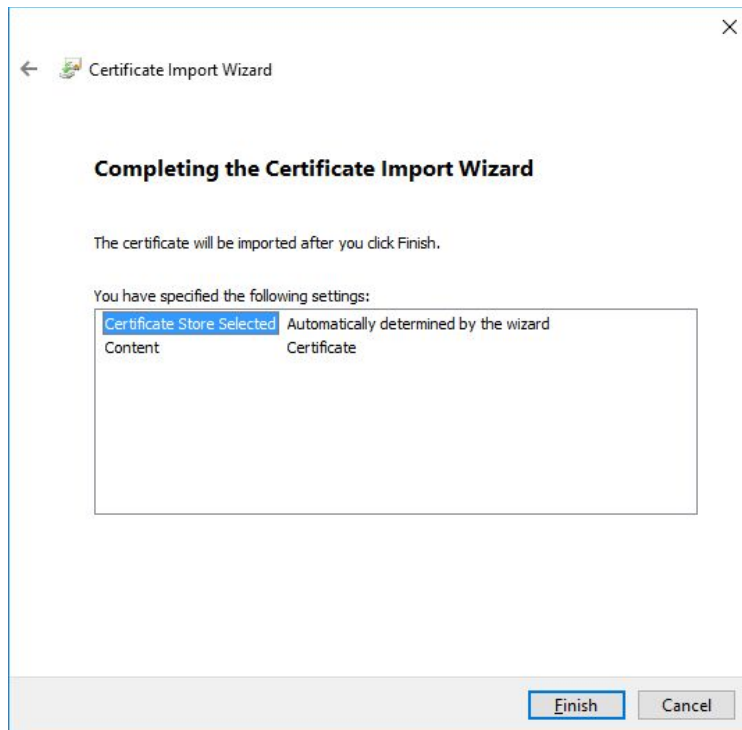 Certificate Import Wizard
Completing the Certificate Import Wizard
The certificate will be imported after you click Finish.
You have specified the following settings:
Certificate Store Selected Automatically determined by the wizard
Content Certificate
Finish Cancel